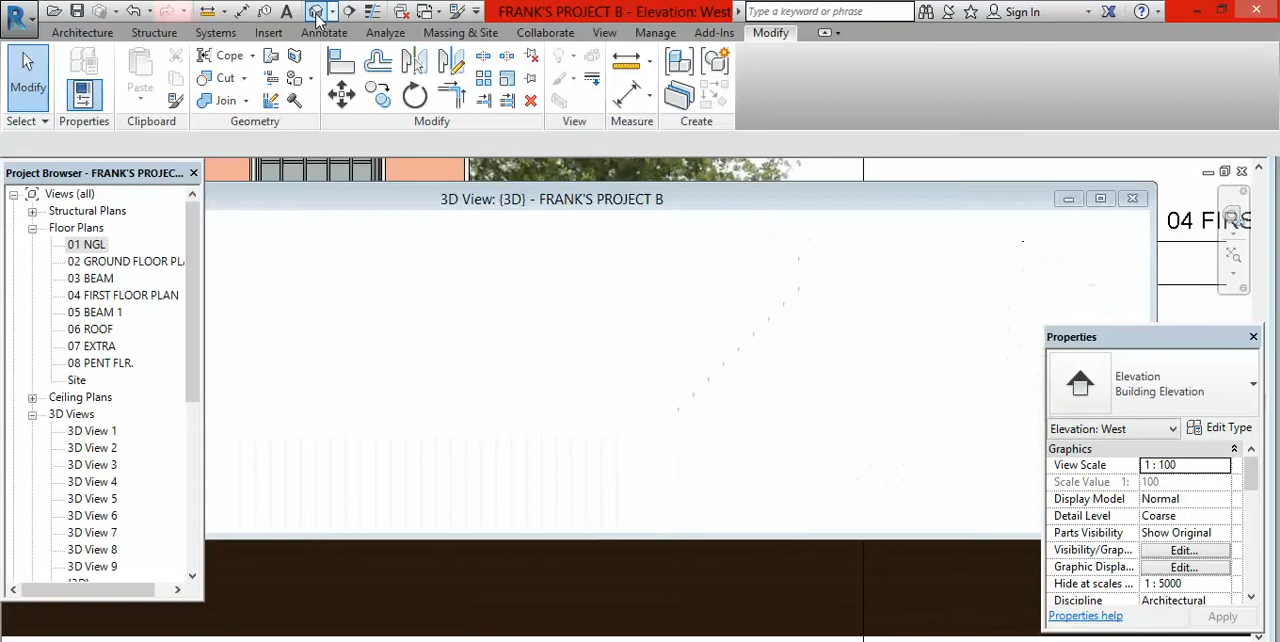 FRANK'S PROJECT B - Elevation: West
Type a keyword or phrase
Sign In
Architecture
Structure
Systems
Insert
Annotate
Analyze
Massing & Site
Collaborate
View
Manage
Add-Ins
Modify
Modify
Paste
Cope
Cut
Join
Select
Properties
Clipboard
Geometry
Modify
View
Measure
Create
Project Browser - FRANK'S PROJEC...
Views (all)
Structural Plans
Floor Plans
01 NGL
02 GROUND FLOOR PL
03 BEAM
04 FIRST FLOOR PLAN
05 BEAM 1
06 ROOF
07 EXTRA
08 PENT FLR.
Site
Ceiling Plans
3D Views
3D View 1
3D View 2
3D View 3
3D View 4
3D View 5
3D View 6
3D View 7
3D View 8
3D View 9
3D View: {3D} - FRANK'S PROJECT B
04 FIRS
Properties
Elevation
Building Elevation
Elevation: West
Edit Type
Graphics
View Scale 1 : 100
Scale Value 1: 100
Display Model Normal
Detail Level Coarse
Parts Visibility Show Original
Visibility/Grap... Edit...
Graphic Displa... Edit...
Hide at scales ... 1 : 5000
Discipline Architectural
Properties help
Apply